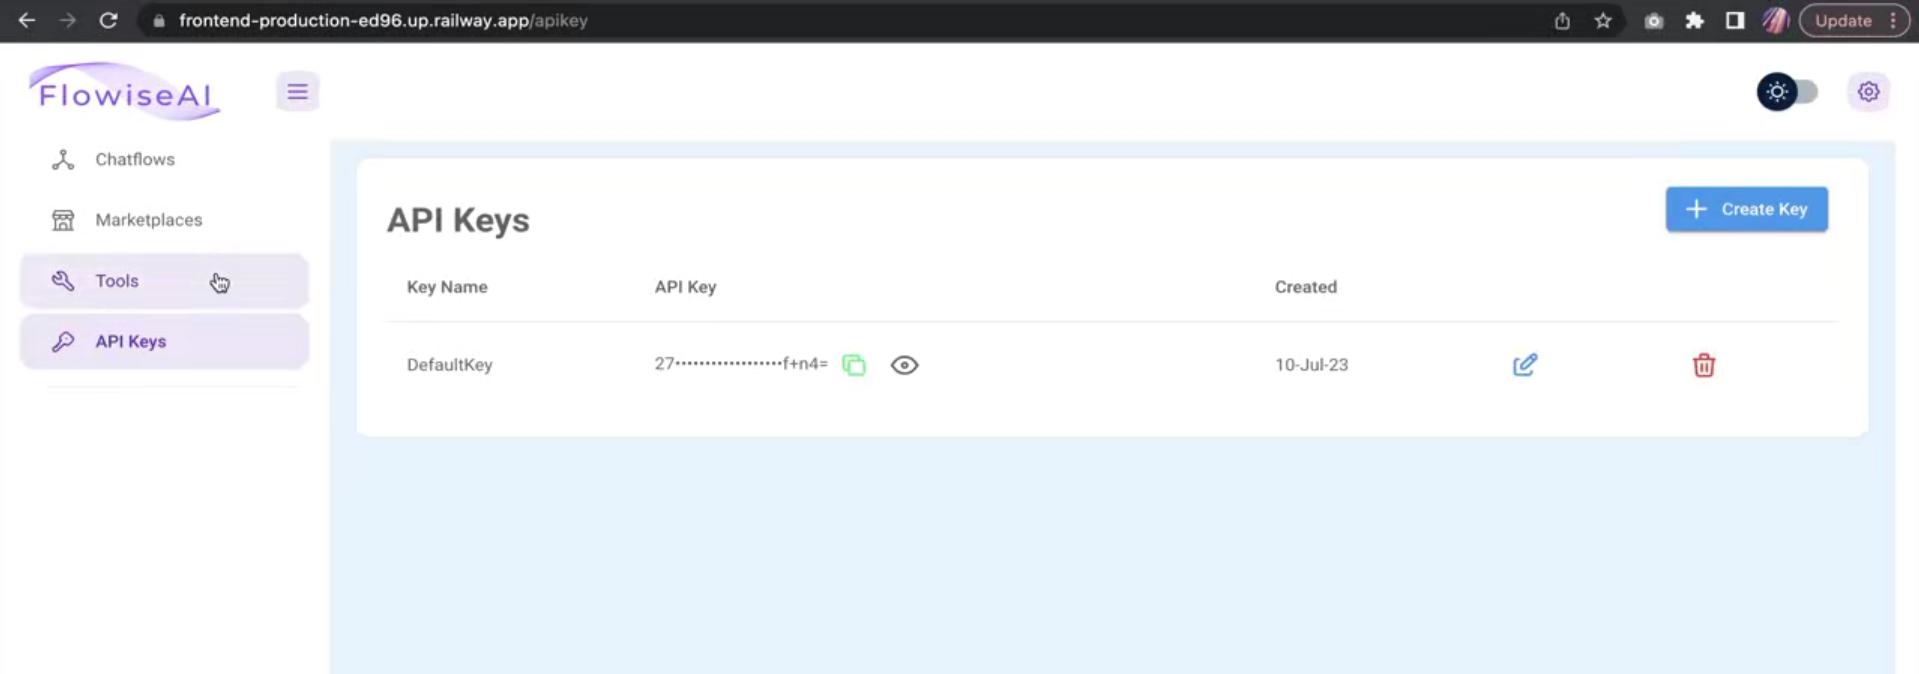 frontend-production-ed96.up.railway.app/apikey
Update
FlowiseAI
Chatflows
Marketplaces
Tools
API Keys
API Keys
Create Key
Key Name API Key Created
DefaultKey 27••••••••••••••••••f+n4= 10-Jul-23